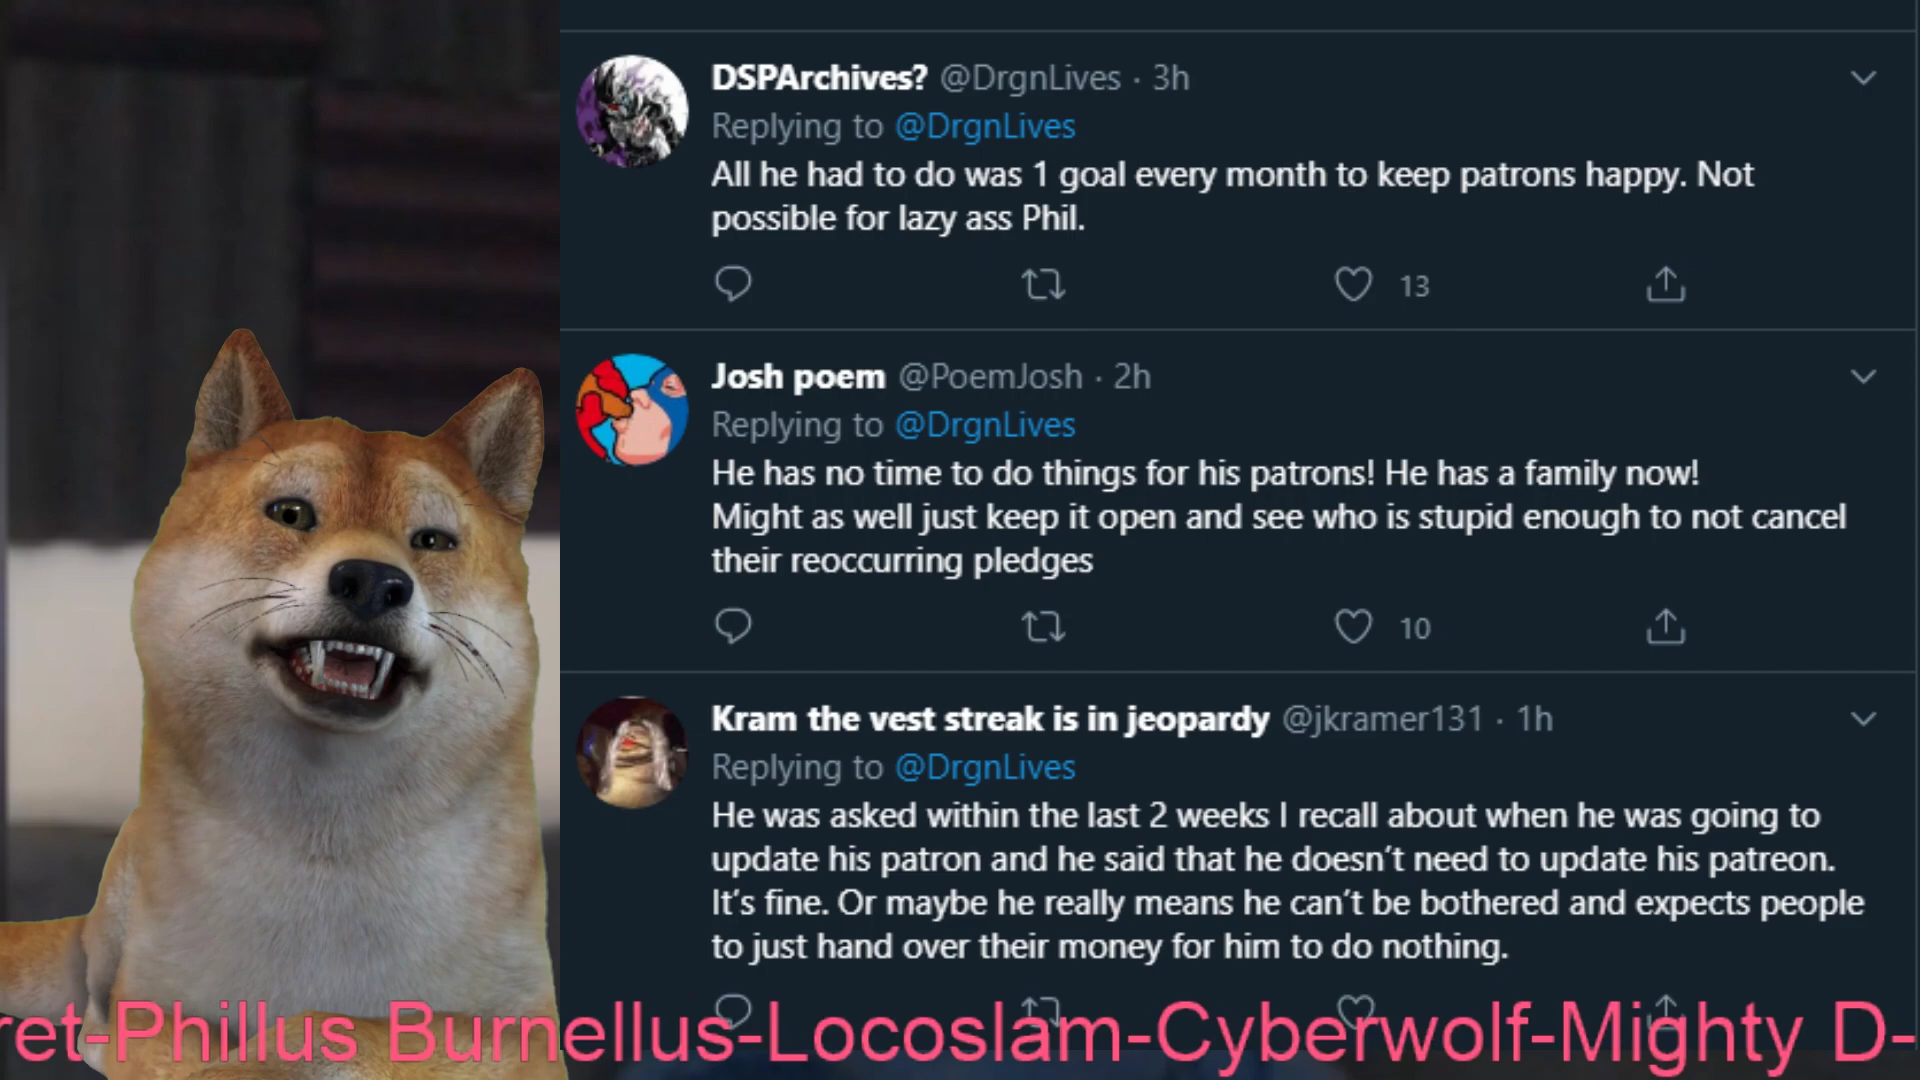 DSPArchives? @DrgnLives · 3h
Replying to @DrgnLives
All he had to do was 1 goal every month to keep patrons happy. Not
possible for lazy ass Phil.
13
Josh poem @PoemJosh · 2h
Replying to @DrgnLives
He has no time to do things for his patrons! He has a family now!
Might as well just keep it open and see who is stupid enough to not cancel
their reoccurring pledges
10
Kram the vest streak is in jeopardy @jkramer131 · 1h
Replying to @DrgnLives
He was asked within the last 2 weeks I recall about when he was going to
update his patron and he said that he doesn't need to update his patreon.
It's fine. Or maybe he really means he can't be bothered and expects people
to just hand over their money for him to do nothing.
ret-Phillus Burnellus-Locoslam-Cyberwolf-Mighty D-